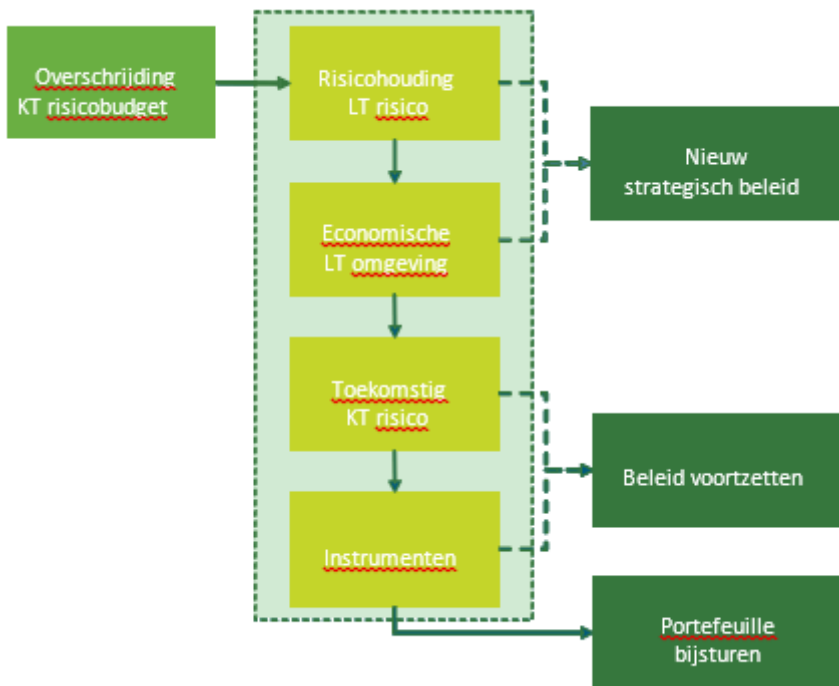 Overschrijding
KT risicobudget
Risicohouding
LT risico
Nieuw
strategisch beleid
Economische
LT omgeving
Toekomstig
KT risico
Beleid voortzetten
Instrumenten
Portefeuille
bijsturen